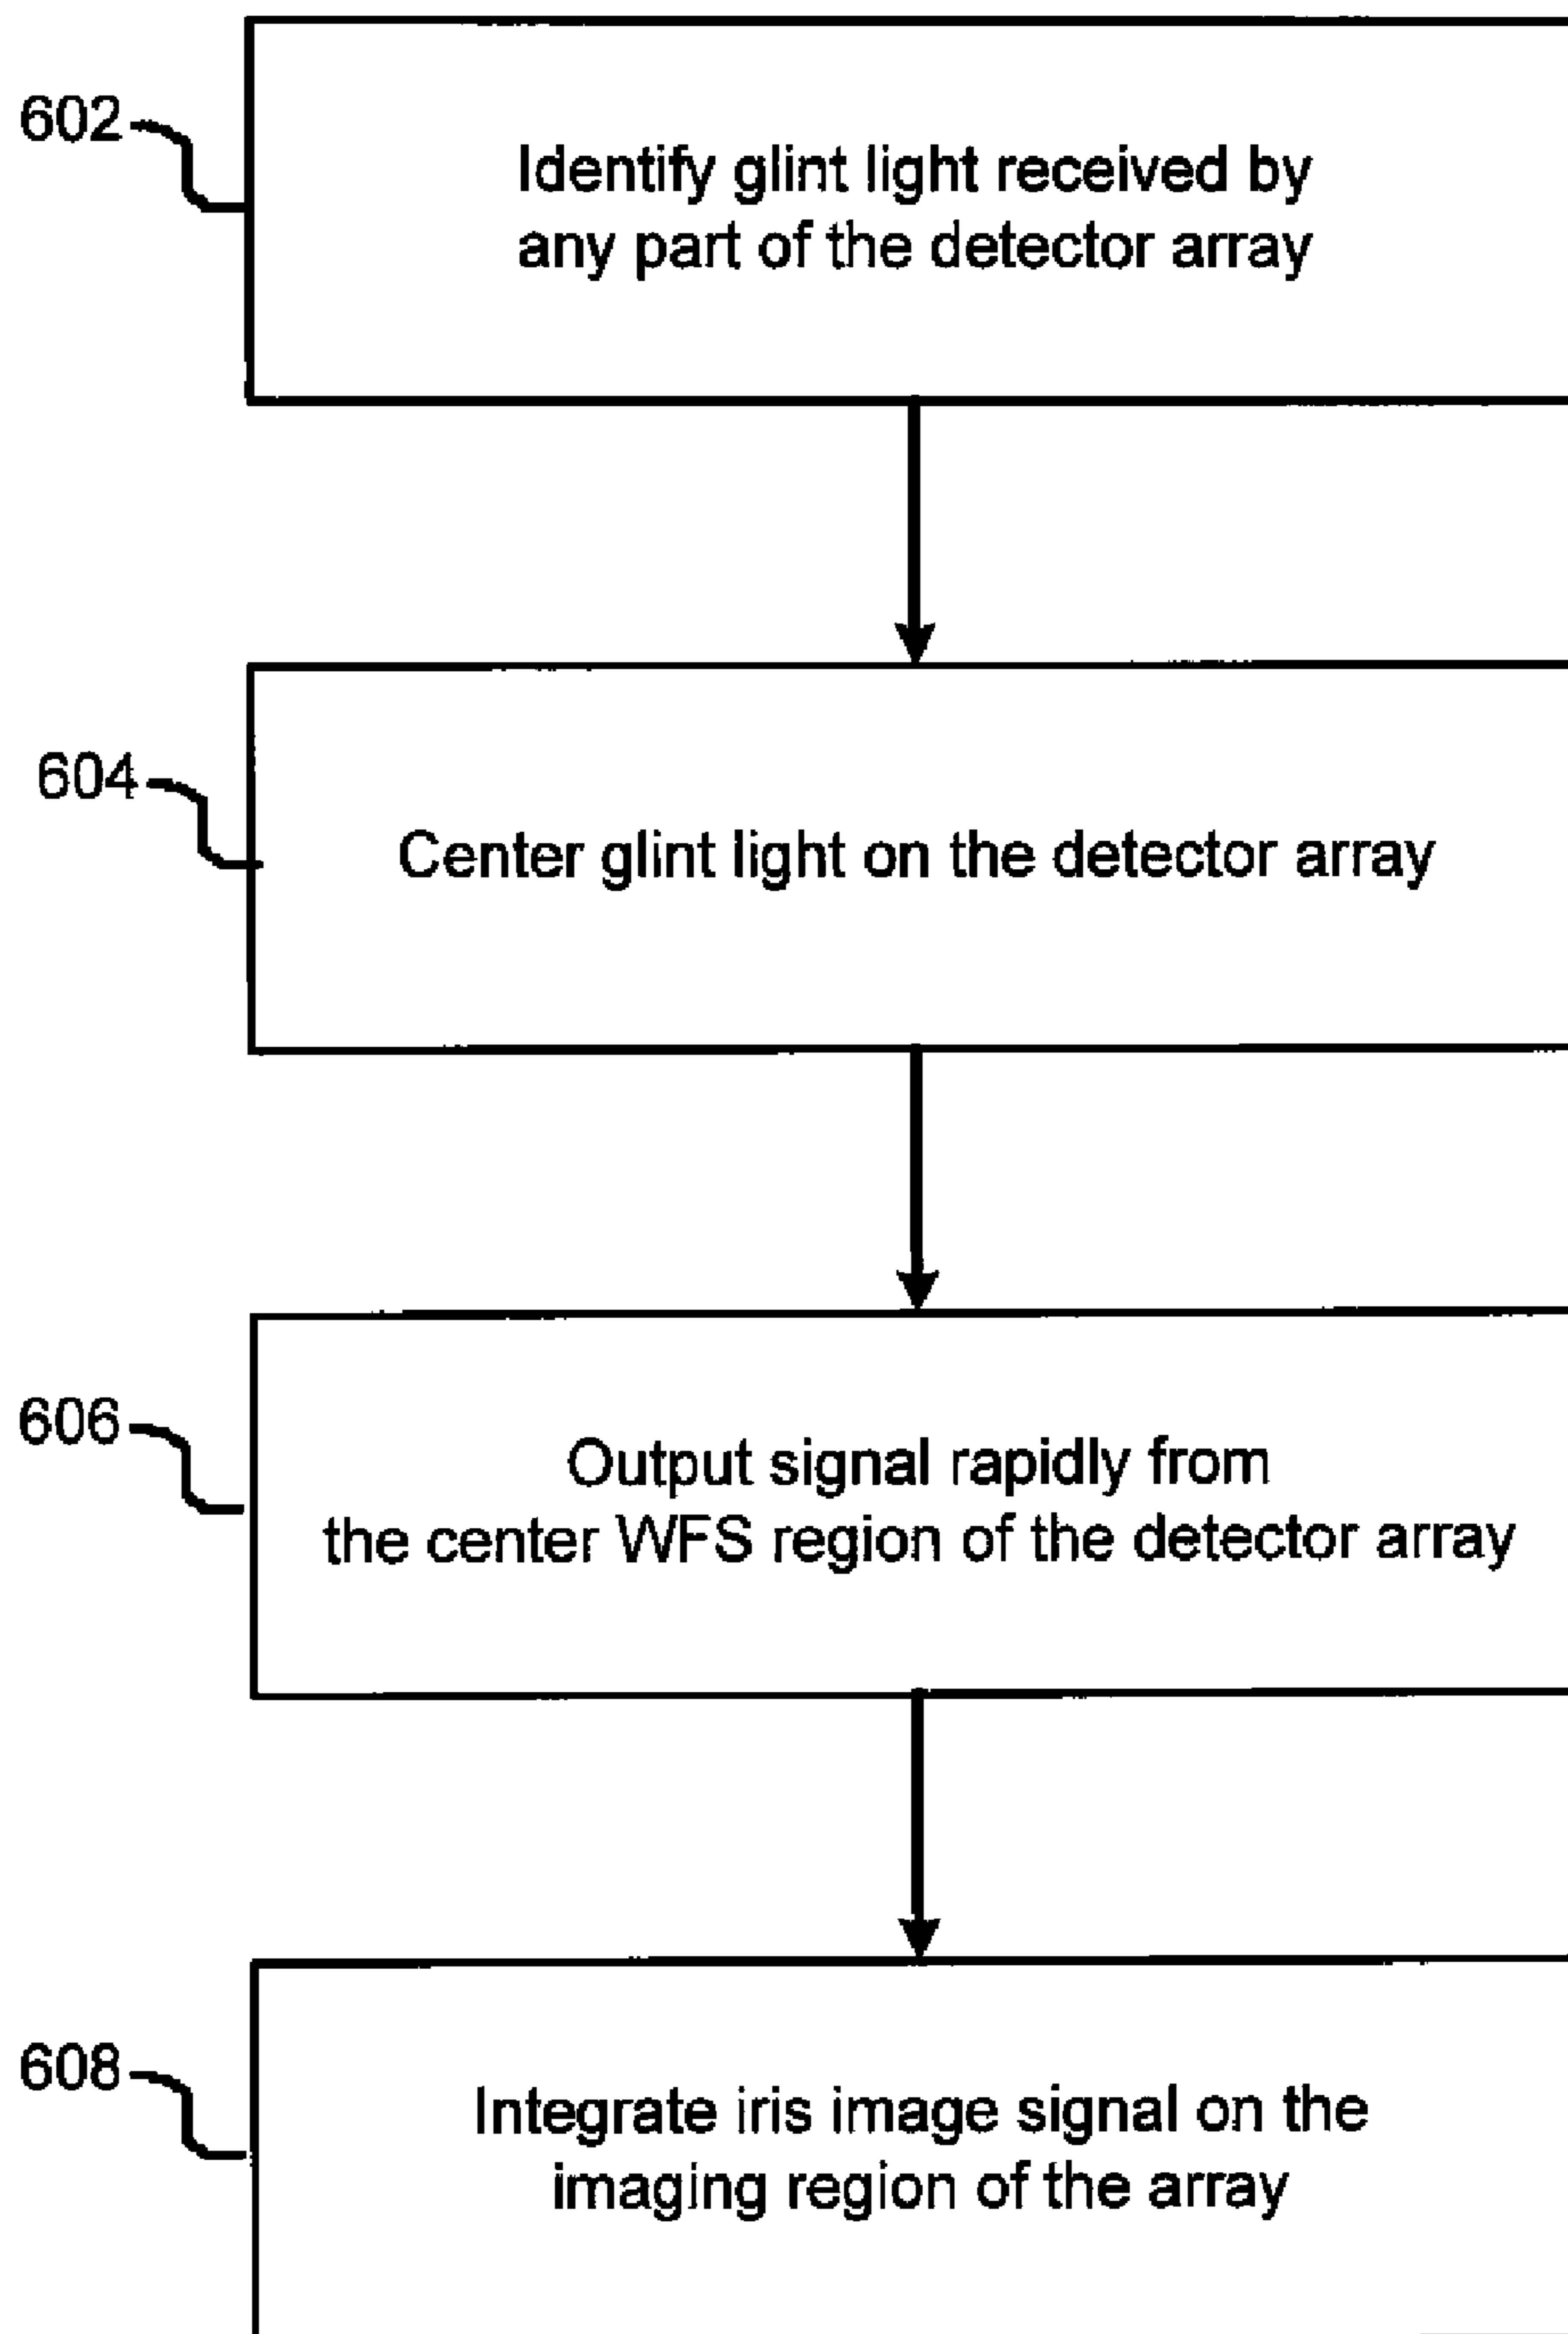 602
Identify glint light received by
any part of the detector array
604
Center glint light on the detector array
606
Output signal rapidly from
the center WFS region of the detector array
608
Integrate iris image signal on the
imaging region of the array